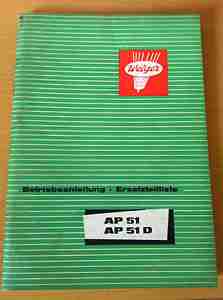 Welger
Betriebsanleitung · Ersatzteilliste
AP 51
AP 51 D